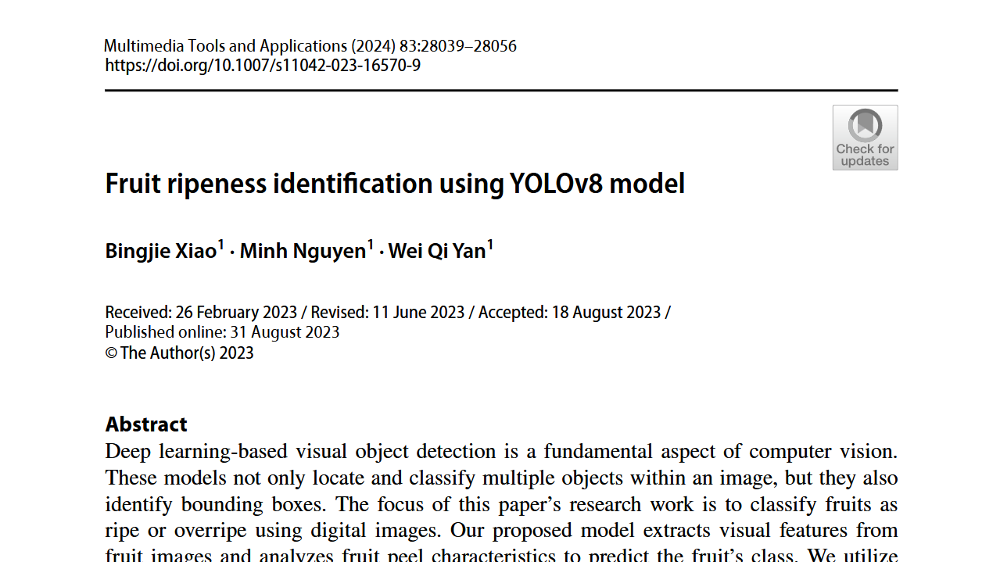 Multimedia Tools and Applications (2024) 83:28039–28056
https://doi.org/10.1007/s11042-023-16570-9
Check for
updates
Fruit ripeness identification using YOLOv8 model
Bingjie Xiao1 · Minh Nguyen1 · Wei Qi Yan1
Received: 26 February 2023 / Revised: 11 June 2023 / Accepted: 18 August 2023 /
Published online: 31 August 2023
© The Author(s) 2023
Abstract
Deep learning-based visual object detection is a fundamental aspect of computer vision.
These models not only locate and classify multiple objects within an image, but they also
identify bounding boxes. The focus of this paper’s research work is to classify fruits as
ripe or overripe using digital images. Our proposed model extracts visual features from
fruit images and analyzes fruit peel characteristics to predict the fruit’s class. We utilize